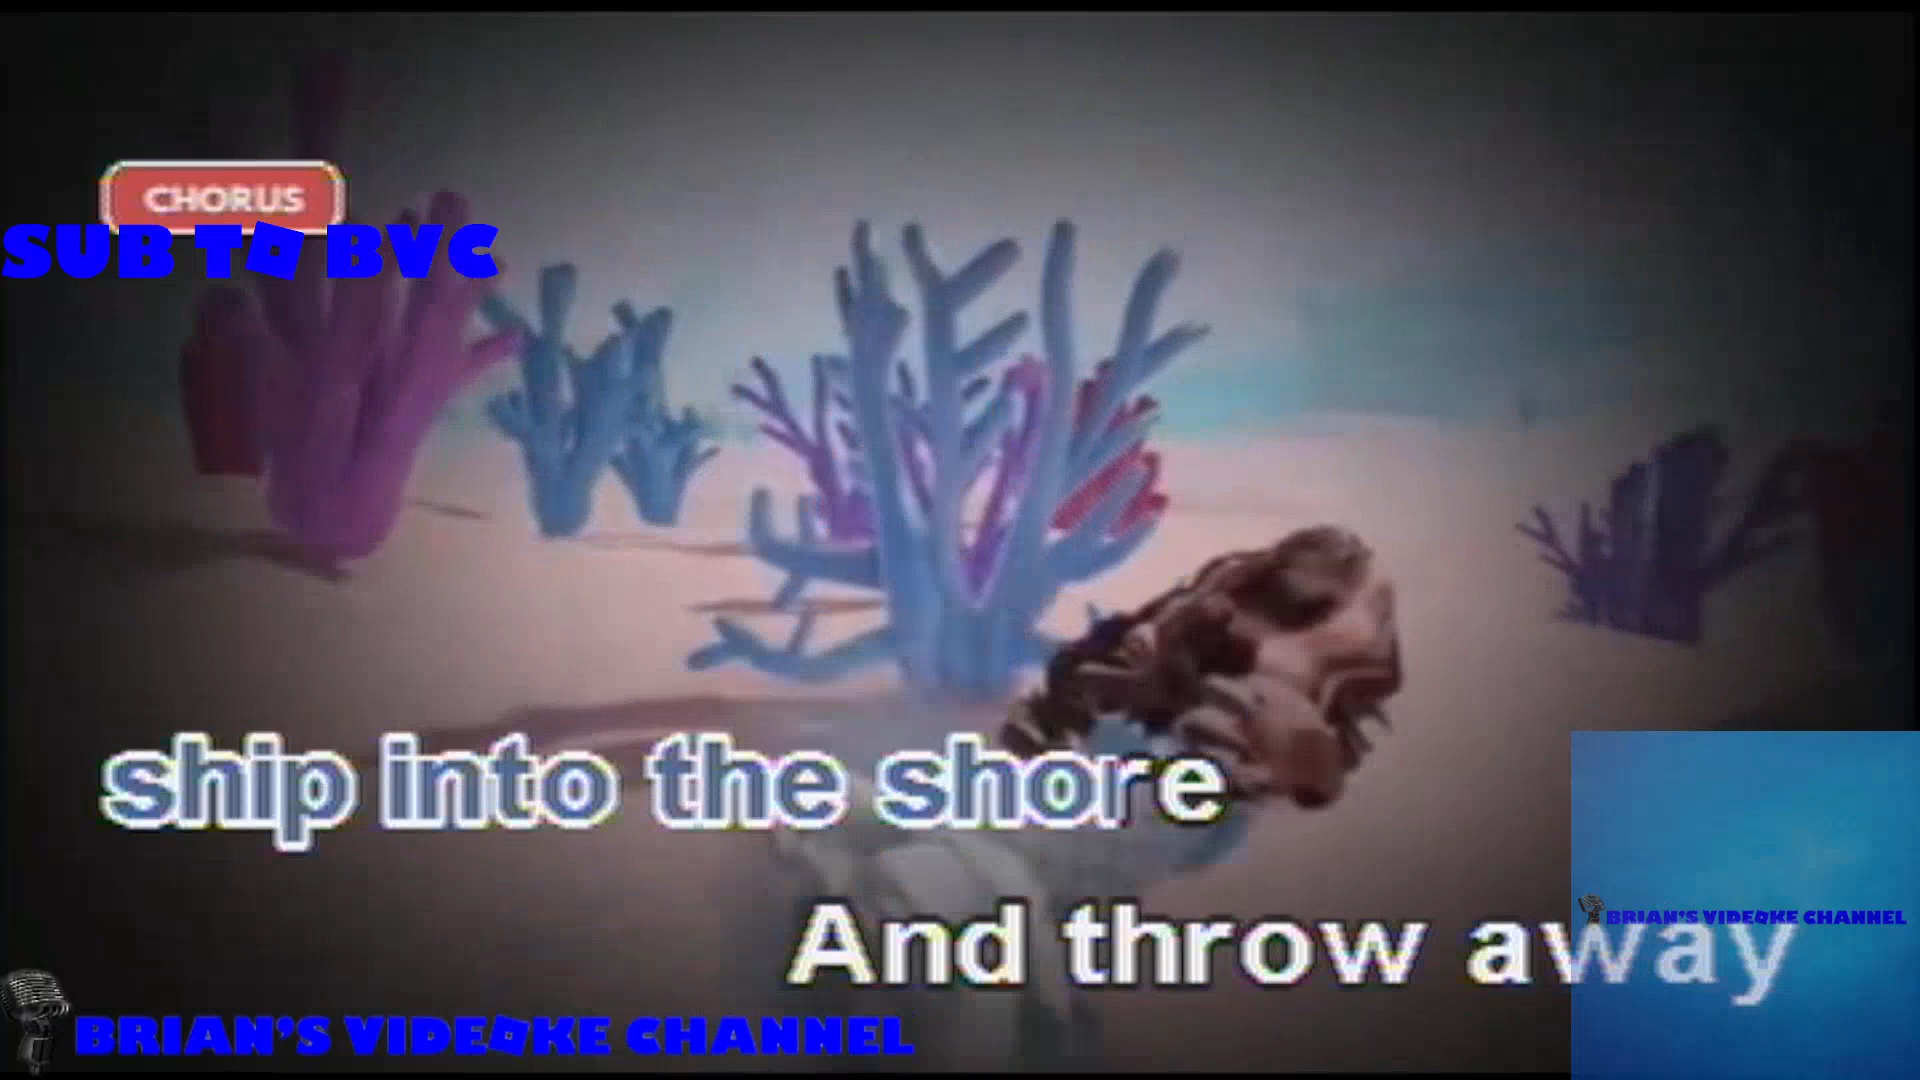 CHORUS
SUB TO BVC
ship into the shore
And throw away
BRIAN'S VIDEOKE CHANNEL
BRIAN'S VIDEOKE CHANNEL